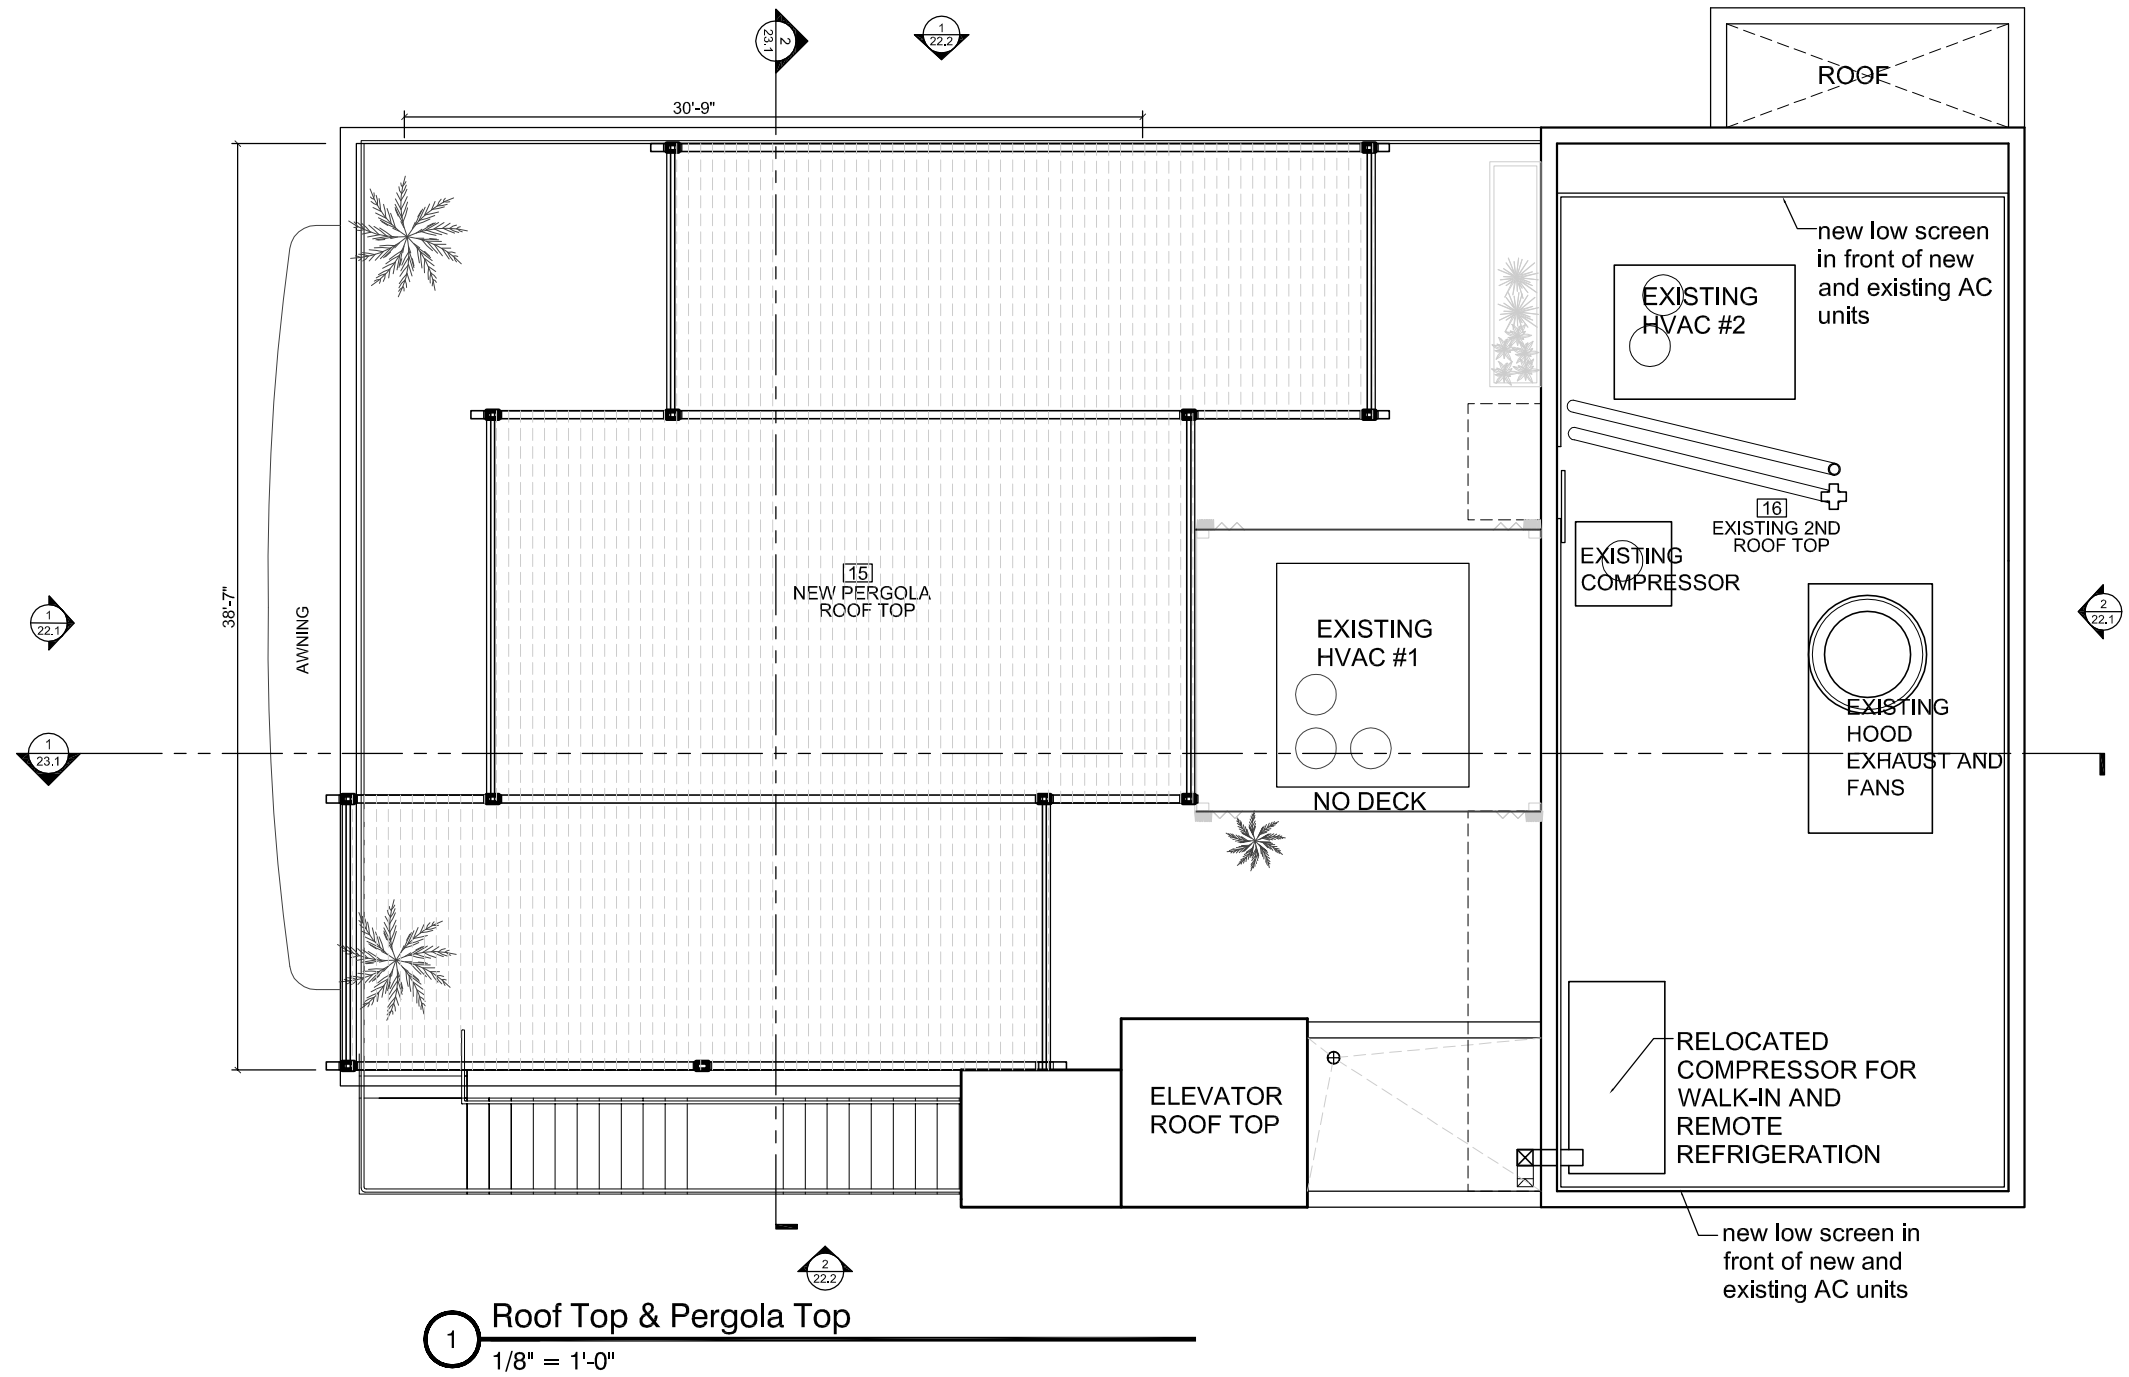 2
23.1
1
22.2
ROOF
30'-9"
new low screen
in front of new
and existing AC
units
EXISTING
HVAC #2
16
EXISTING 2ND
ROOF TOP
EXISTING
COMPRESSOR
15
NEW PERGOLA
ROOF TOP
38'-7"
AWNING
1
22.1
2
22.1
EXISTING
HVAC #1
EXISTING
HOOD
EXHAUST AND
FANS
1
23.1
NO DECK
RELOCATED
COMPRESSOR FOR
WALK-IN AND
REMOTE
REFRIGERATION
ELEVATOR
ROOF TOP
new low screen in
front of new and
existing AC units
2
22.2
1
Roof Top & Pergola Top
1/8" = 1'-0"